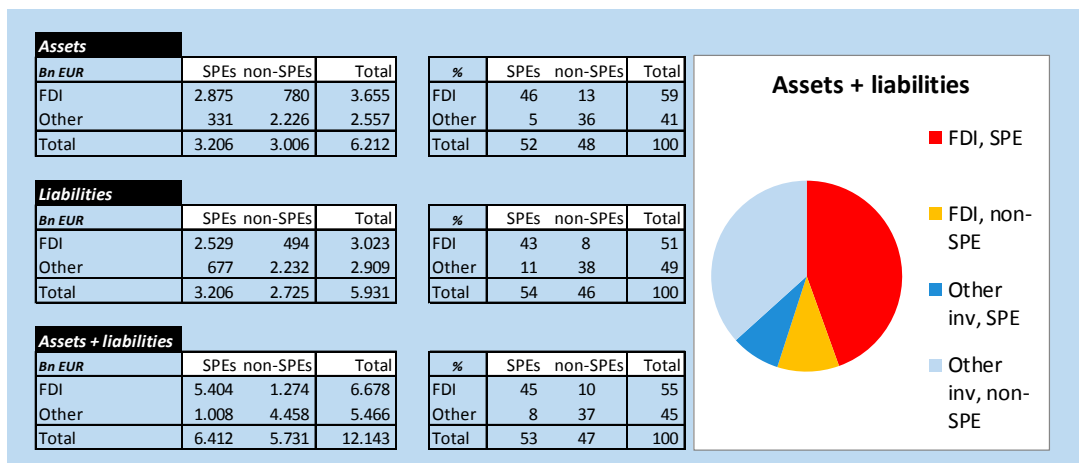 Assets
Bn EUR SPEs non-SPEs Total
FDI 2.875 780 3.655
Other 331 2.226 2.557
Total 3.206 3.006 6.212
% SPEs non-SPEs Total
FDI 46 13 59
Other 5 36 41
Total 52 48 100
Liabilities
Bn EUR SPEs non-SPEs Total
FDI 2.529 494 3.023
Other 677 2.232 2.909
Total 3.206 2.725 5.931
% SPEs non-SPEs Total
FDI 43 8 51
Other 11 38 49
Total 54 46 100
Assets + liabilities
Bn EUR SPEs non-SPEs Total
FDI 5.404 1.274 6.678
Other 1.008 4.458 5.466
Total 6.412 5.731 12.143
% SPEs non-SPEs Total
FDI 45 10 55
Other 8 37 45
Total 53 47 100
Assets + liabilities
FDI, SPE
FDI, non-
SPE
Other
inv, SPE
Other
inv, non-
SPE